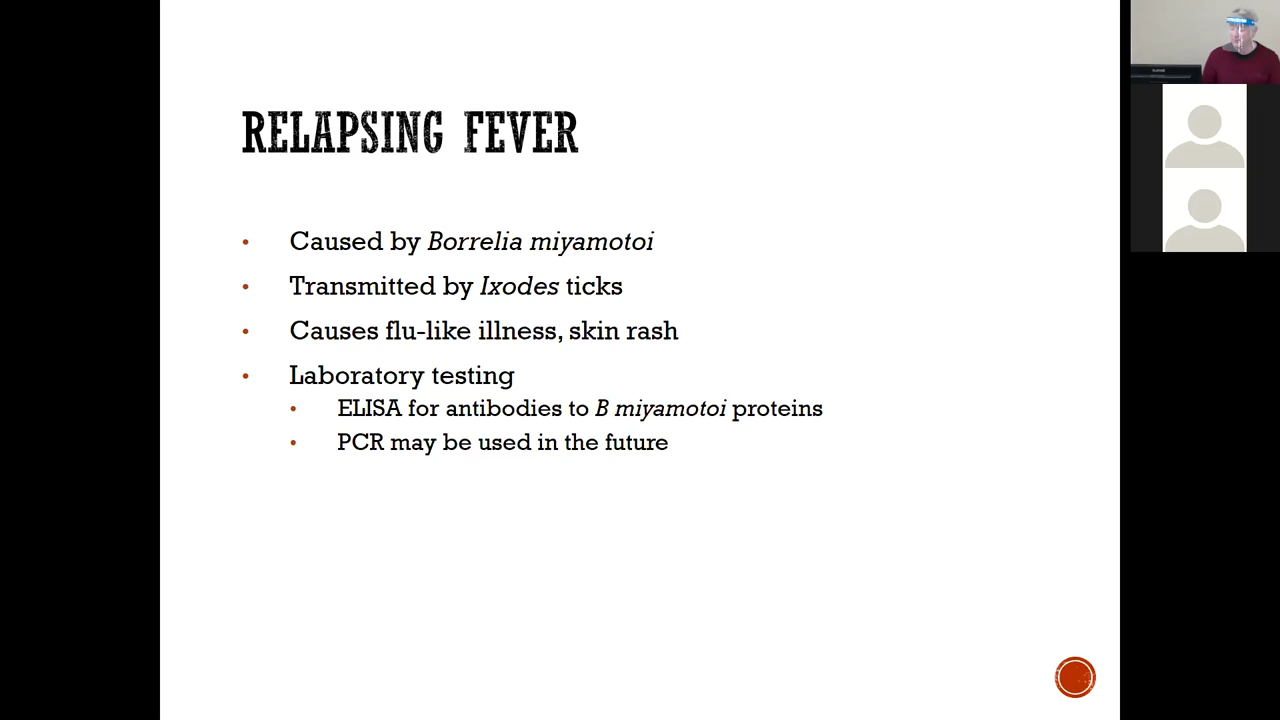 RELAPSING FEVER
• Caused by Borrelia miyamotoi
• Transmitted by Ixodes ticks
• Causes flu-like illness, skin rash
• Laboratory testing
• ELISA for antibodies to B miyamotoi proteins
• PCR may be used in the future